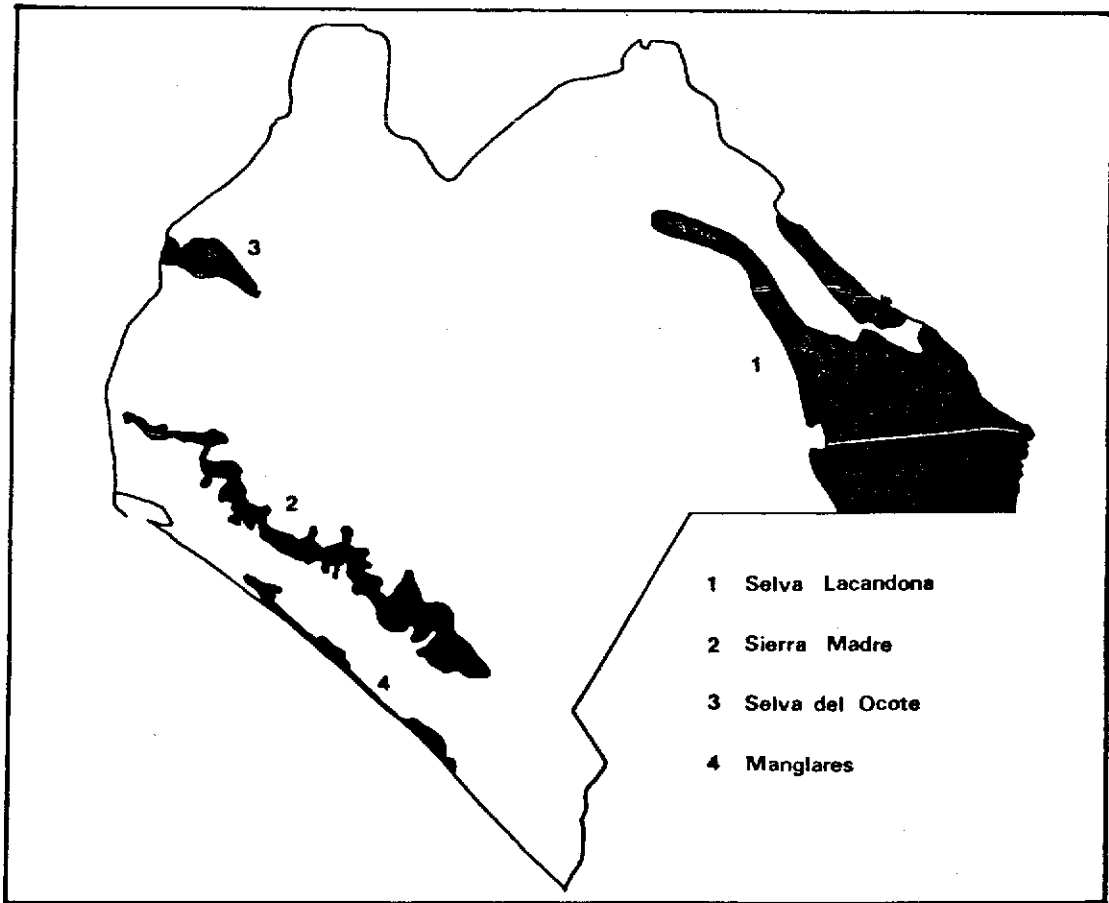 3
1
2
4
1 Selva Lacandona
2 Sierra Madre
3 Selva del Ocote
4 Manglares